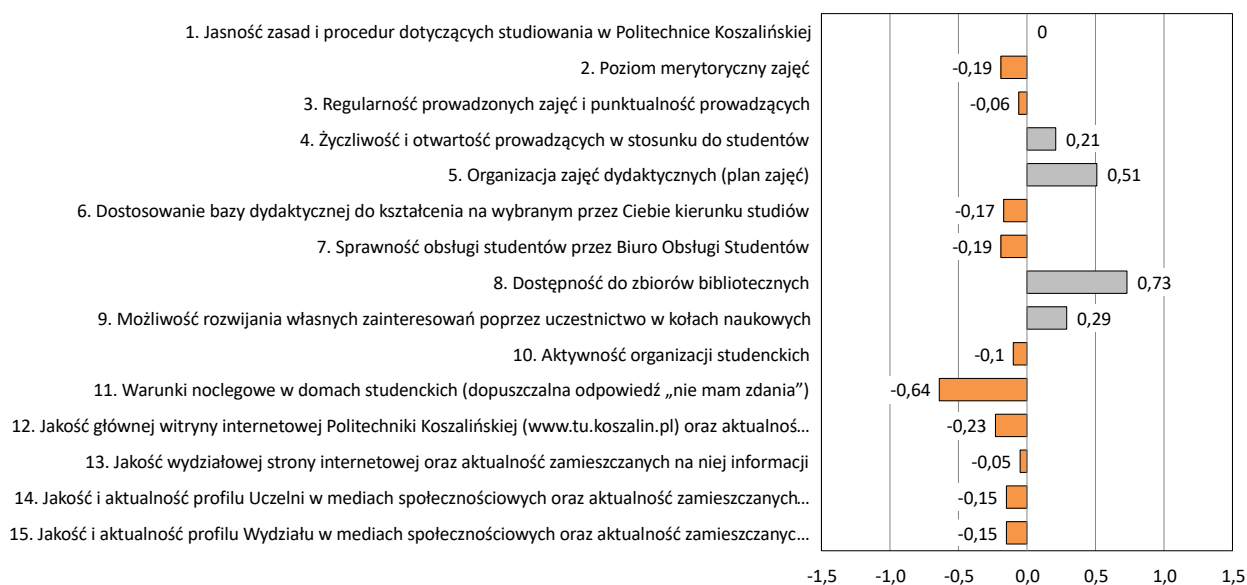 1. Jasność zasad i procedur dotyczących studiowania w Politechnice Koszalińskiej 0
2. Poziom merytoryczny zajęć -0,19
3. Regularność prowadzonych zajęć i punktualność prowadzących -0,06
4. Życzliwość i otwartość prowadzących w stosunku do studentów 0,21
5. Organizacja zajęć dydaktycznych (plan zajęć) 0,51
6. Dostosowanie bazy dydaktycznej do kształcenia na wybranym przez Ciebie kierunku studiów -0,17
7. Sprawność obsługi studentów przez Biuro Obsługi Studentów -0,19
8. Dostępność do zbiorów bibliotecznych 0,73
9. Możliwość rozwijania własnych zainteresowań poprzez uczestnictwo w kołach naukowych 0,29
10. Aktywność organizacji studenckich -0,1
11. Warunki noclegowe w domach studenckich (dopuszczalna odpowiedź „nie mam zdania”) -0,64
12. Jakość głównej witryny internetowej Politechniki Koszalińskiej (www.tu.koszalin.pl) oraz aktualnoś... -0,23
13. Jakość wydziałowej strony internetowej oraz aktualność zamieszczanych na niej informacji -0,05
14. Jakość i aktualność profilu Uczelni w mediach społecznościowych oraz aktualność zamieszczanych... -0,15
15. Jakość i aktualność profilu Wydziału w mediach społecznościowych oraz aktualność zamieszczanyc... -0,15
-1,5 -1,0 -0,5 0,0 0,5 1,0 1,5